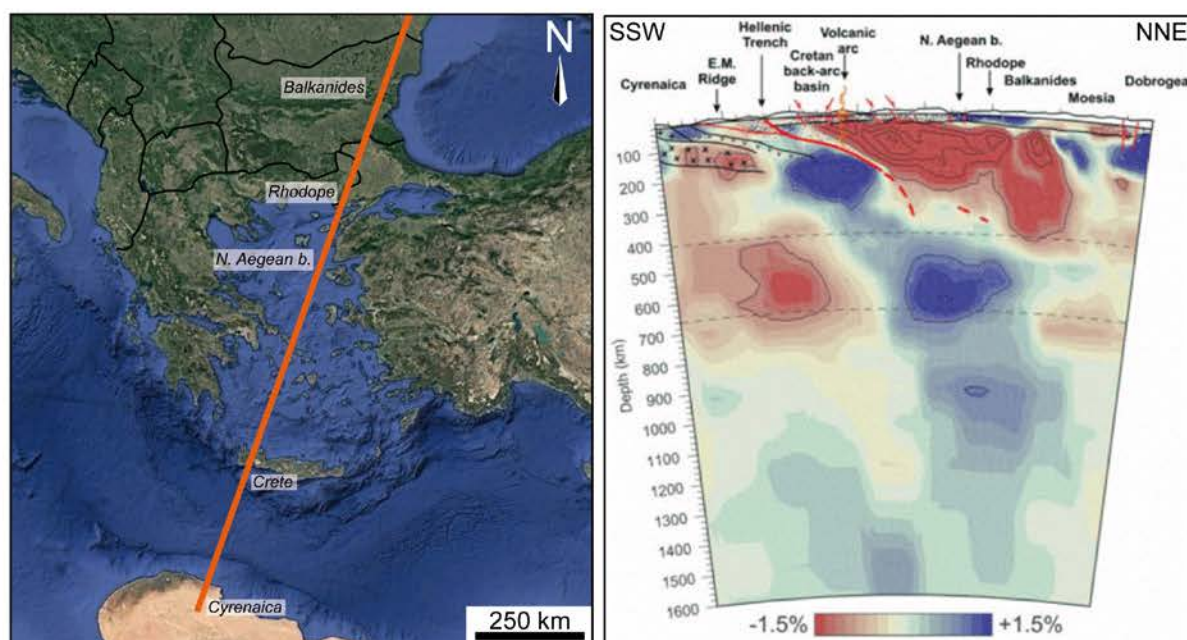 N
Balkanides
Rhodope
N. Aegean b.
Crete
Cyrenaica
250 km
SSW
Hellenic
Trench
Volcanic
arc
NNE
E.M.
Ridge
Cretan
back-arc
basin
N. Aegean b.
Rhodope
Cyrenaica
Balkanides
Moesia
Dobrogea
100
200
300
400
500
600
700
800
900
1000
1100
1200
1300
1400
1500
1600
Depth (km)
-1.5%
+1.5%